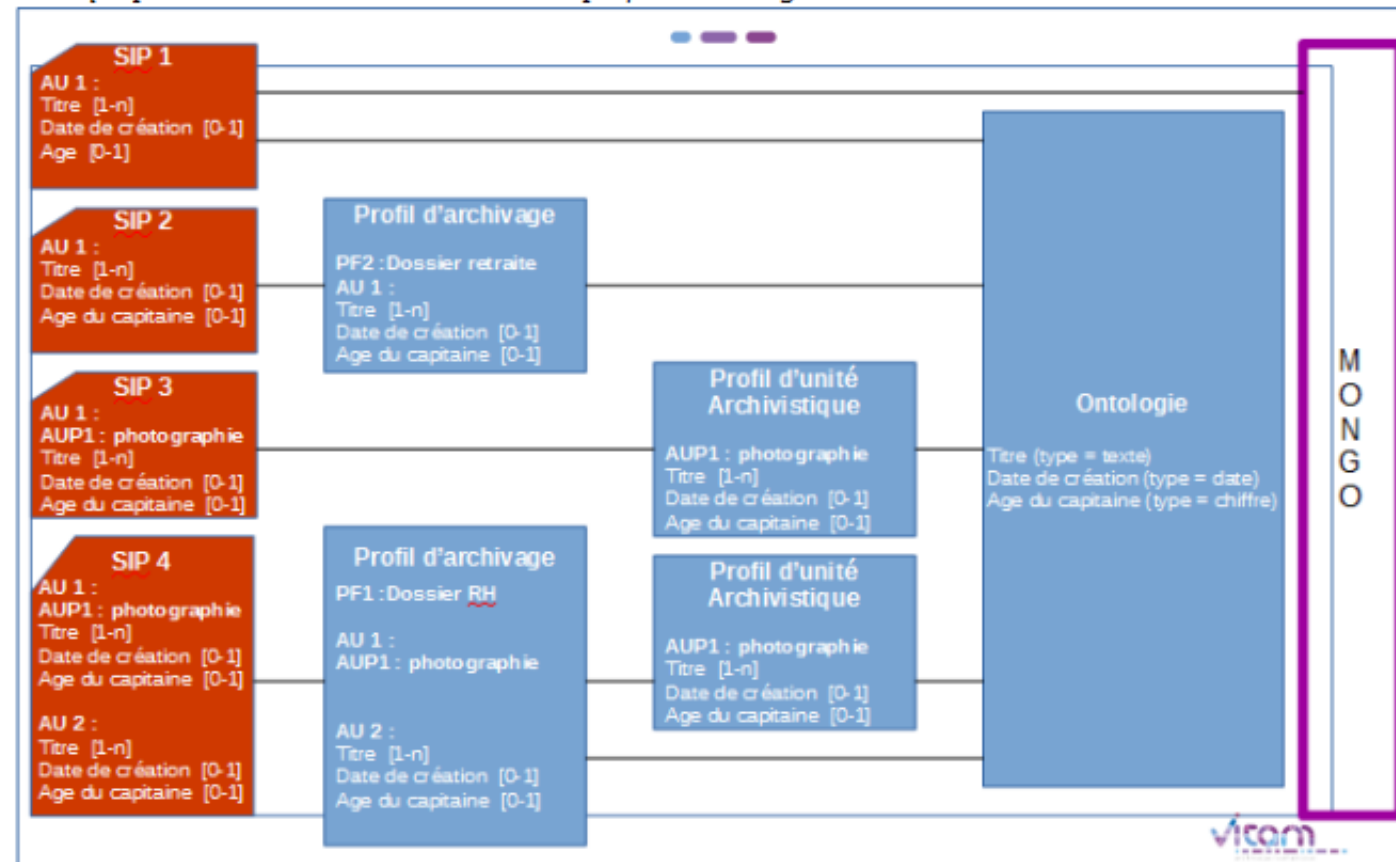 SIP 1
AU 1 :
Titre [1-n]
Date de création [0-1]
Age [0-1]
SIP 2
AU 1 :
Titre [1-n]
Date de création [0-1]
Age du capitaine [0-1]
Profil d'archivage
PF2 :Dossier retraite
AU 1 :
Titre [1-n]
Date de création [0-1]
Age du capitaine [0-1]
SIP 3
AU 1 :
AUP1 : photographie
Titre [1-n]
Date de création [0-1]
Age du capitaine [0-1]
Profil d'unité
Archivistique
AUP1 : photographie
Titre [1-n]
Date de création [0-1]
Age du capitaine [0-1]
SIP 4
AU 1 :
AUP1 : photographie
Titre [1-n]
Date de création [0-1]
Age du capitaine [0-1]
AU 2 :
Titre [1-n]
Date de création [0-1]
Age du capitaine [0-1]
Profil d'archivage
PF1 :Dossier RH
AU 1 :
AUP1 : photographie
AU 2 :
Titre [1-n]
Date de création [0-1]
Age du capitaine [0-1]
Profil d'unité
Archivistique
AUP1 : photographie
Titre [1-n]
Date de création [0-1]
Age du capitaine [0-1]
Ontologie
Titre (type = texte)
Date de création (type = date)
Age du capitaine (type = chiffre)
M
O
N
G
O
vitam